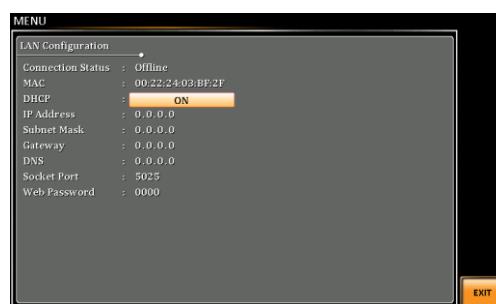 MENU
LAN Configuration
Connection Status : Offline
MAC : 00:22:24:03:BF:2F
DHCP : ON
IP Address : 0.0.0.0
Subnet Mask : 0.0.0.0
Gateway : 0.0.0.0
DNS : 0.0.0.0
Socket Port : 5025
Web Password : 0000
EXIT